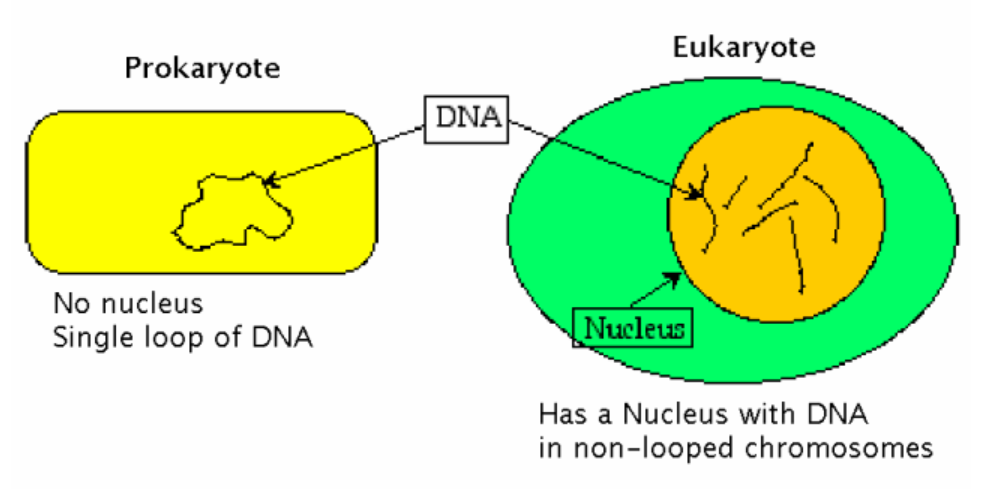 Prokaryote
Eukaryote
DNA
No nucleus
Single loop of DNA
Nucleus
Has a Nucleus with DNA
in non-looped chromosomes